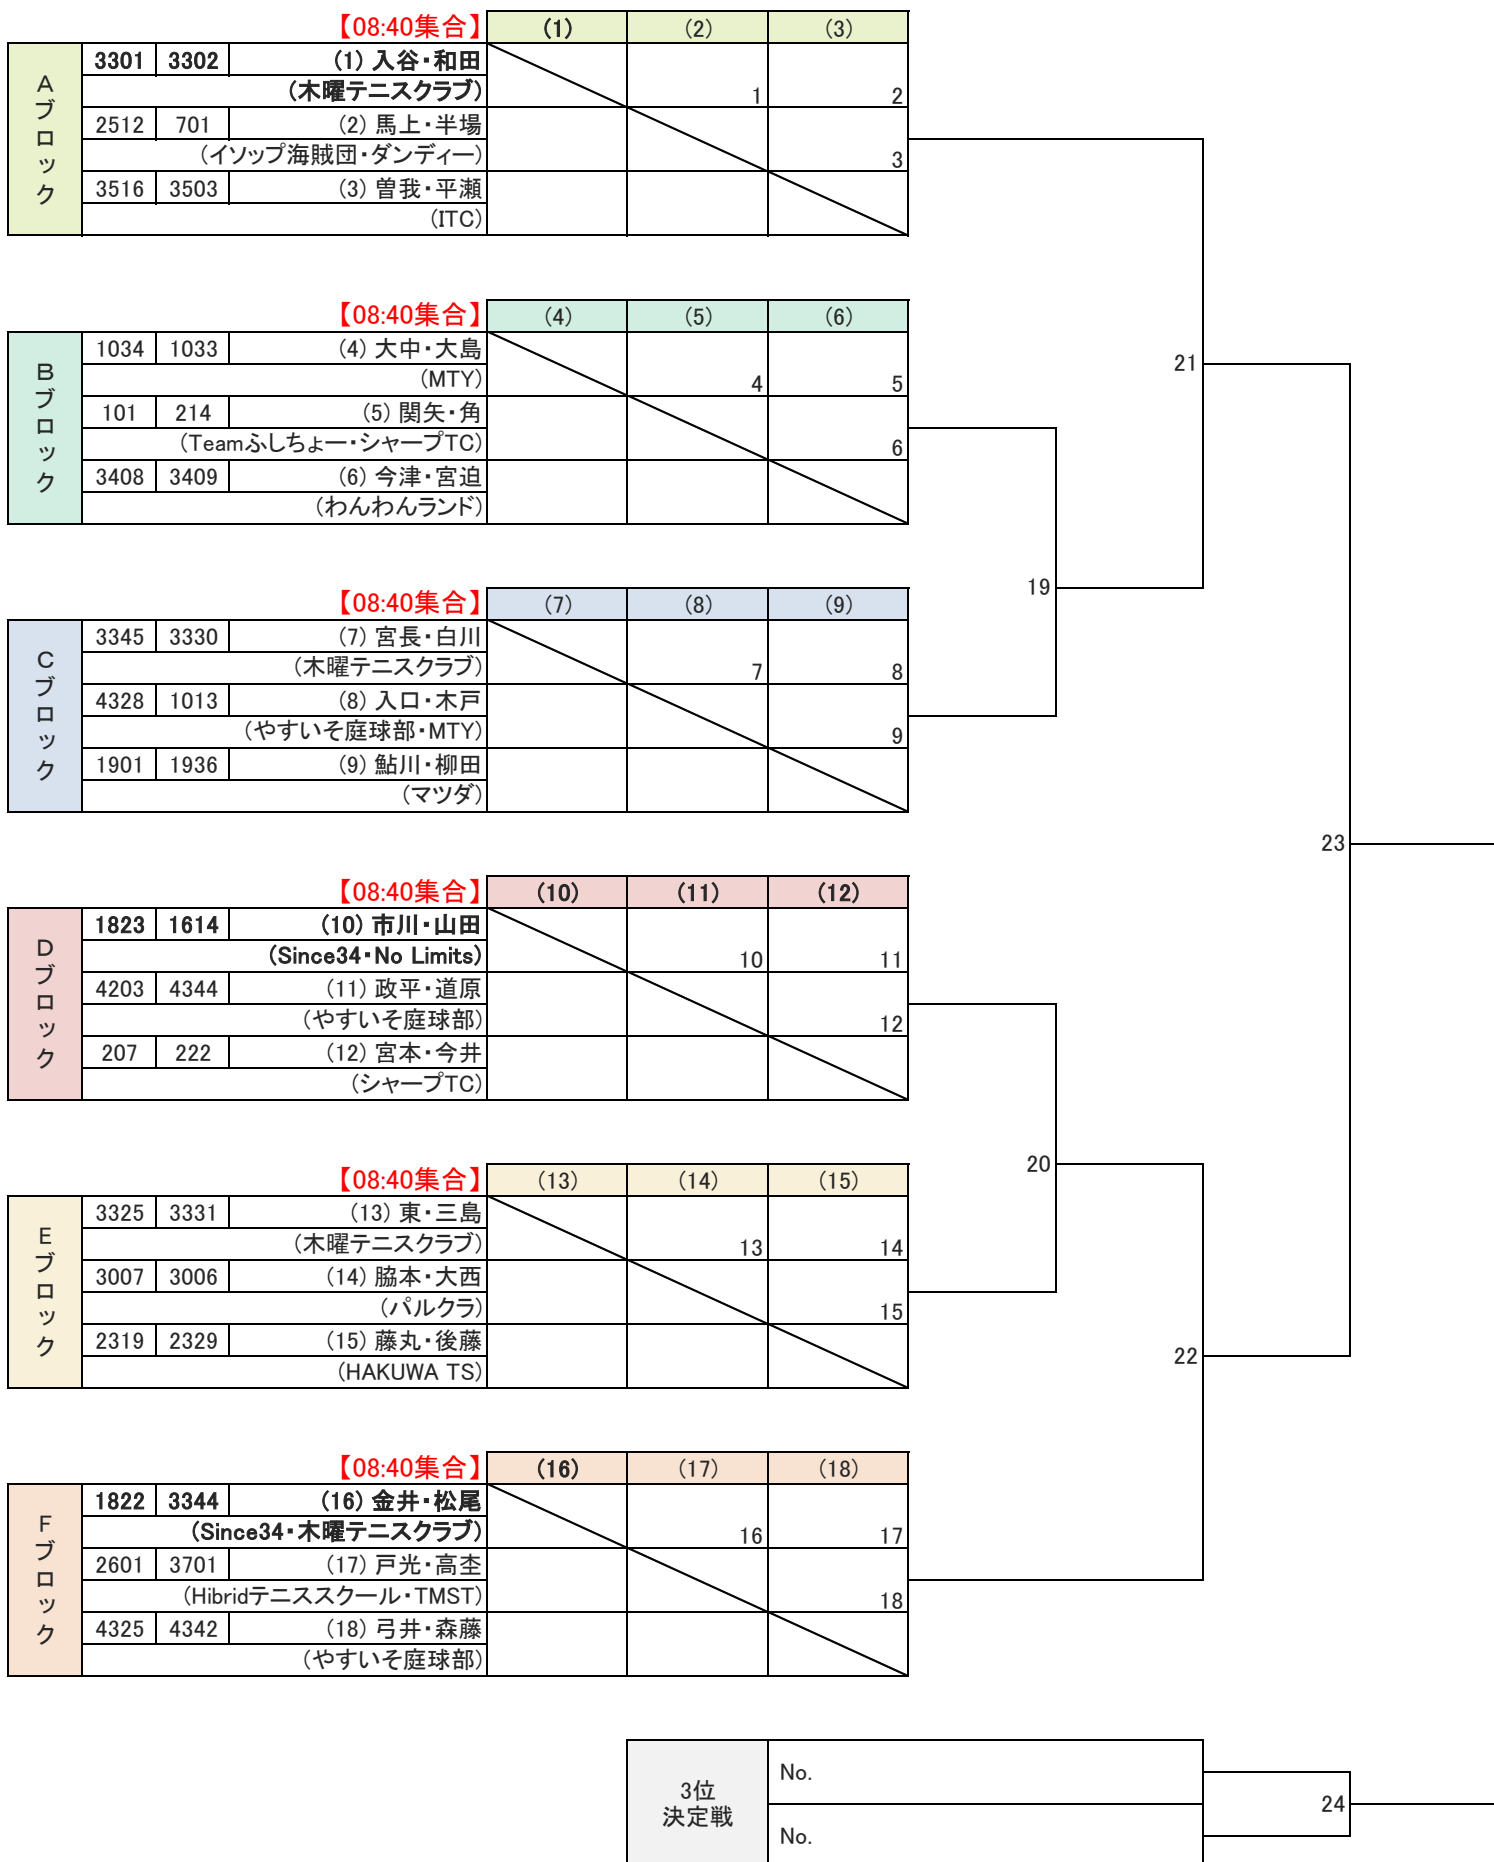 【08:40集合】 (1) (2) (3)
Aブロック
3301 3302 (1) 入谷・和田
(木曜テニスクラブ) 1 2
2512 701 (2) 馬上・半場
(イソップ海賊団・ダンディー) 3
3516 3503 (3) 曽我・平瀬
(ITC)
【08:40集合】 (4) (5) (6)
Bブロック
1034 1033 (4) 大中・大島
(MTY) 4 5
101 214 (5) 関矢・角
(Teamふしちょー・シャープTC) 6
3408 3409 (6) 今津・宮迫
(わんわんランド)
21
19
【08:40集合】 (7) (8) (9)
Cブロック
3345 3330 (7) 宮長・白川
(木曜テニスクラブ) 7 8
4328 1013 (8) 入口・木戸
(やすいそ庭球部・MTY) 9
1901 1936 (9) 鮎川・柳田
(マツダ)
23
【08:40集合】 (10) (11) (12)
Dブロック
1823 1614 (10) 市川・山田
(Since34・No Limits) 10 11
4203 4344 (11) 政平・道原
(やすいそ庭球部) 12
207 222 (12) 宮本・今井
(シャープTC)
20
【08:40集合】 (13) (14) (15)
Eブロック
3325 3331 (13) 東・三島
(木曜テニスクラブ) 13 14
3007 3006 (14) 脇本・大西
(パルクラ) 15
2319 2329 (15) 藤丸・後藤
(HAKUWA TS)
22
【08:40集合】 (16) (17) (18)
Fブロック
1822 3344 (16) 金井・松尾
(Since34・木曜テニスクラブ) 16 17
2601 3701 (17) 戸光・高杢
(Hibridテニススクール・TMST) 18
4325 4342 (18) 弓井・森藤
(やすいそ庭球部)
3位
決定戦
No.
24
No.